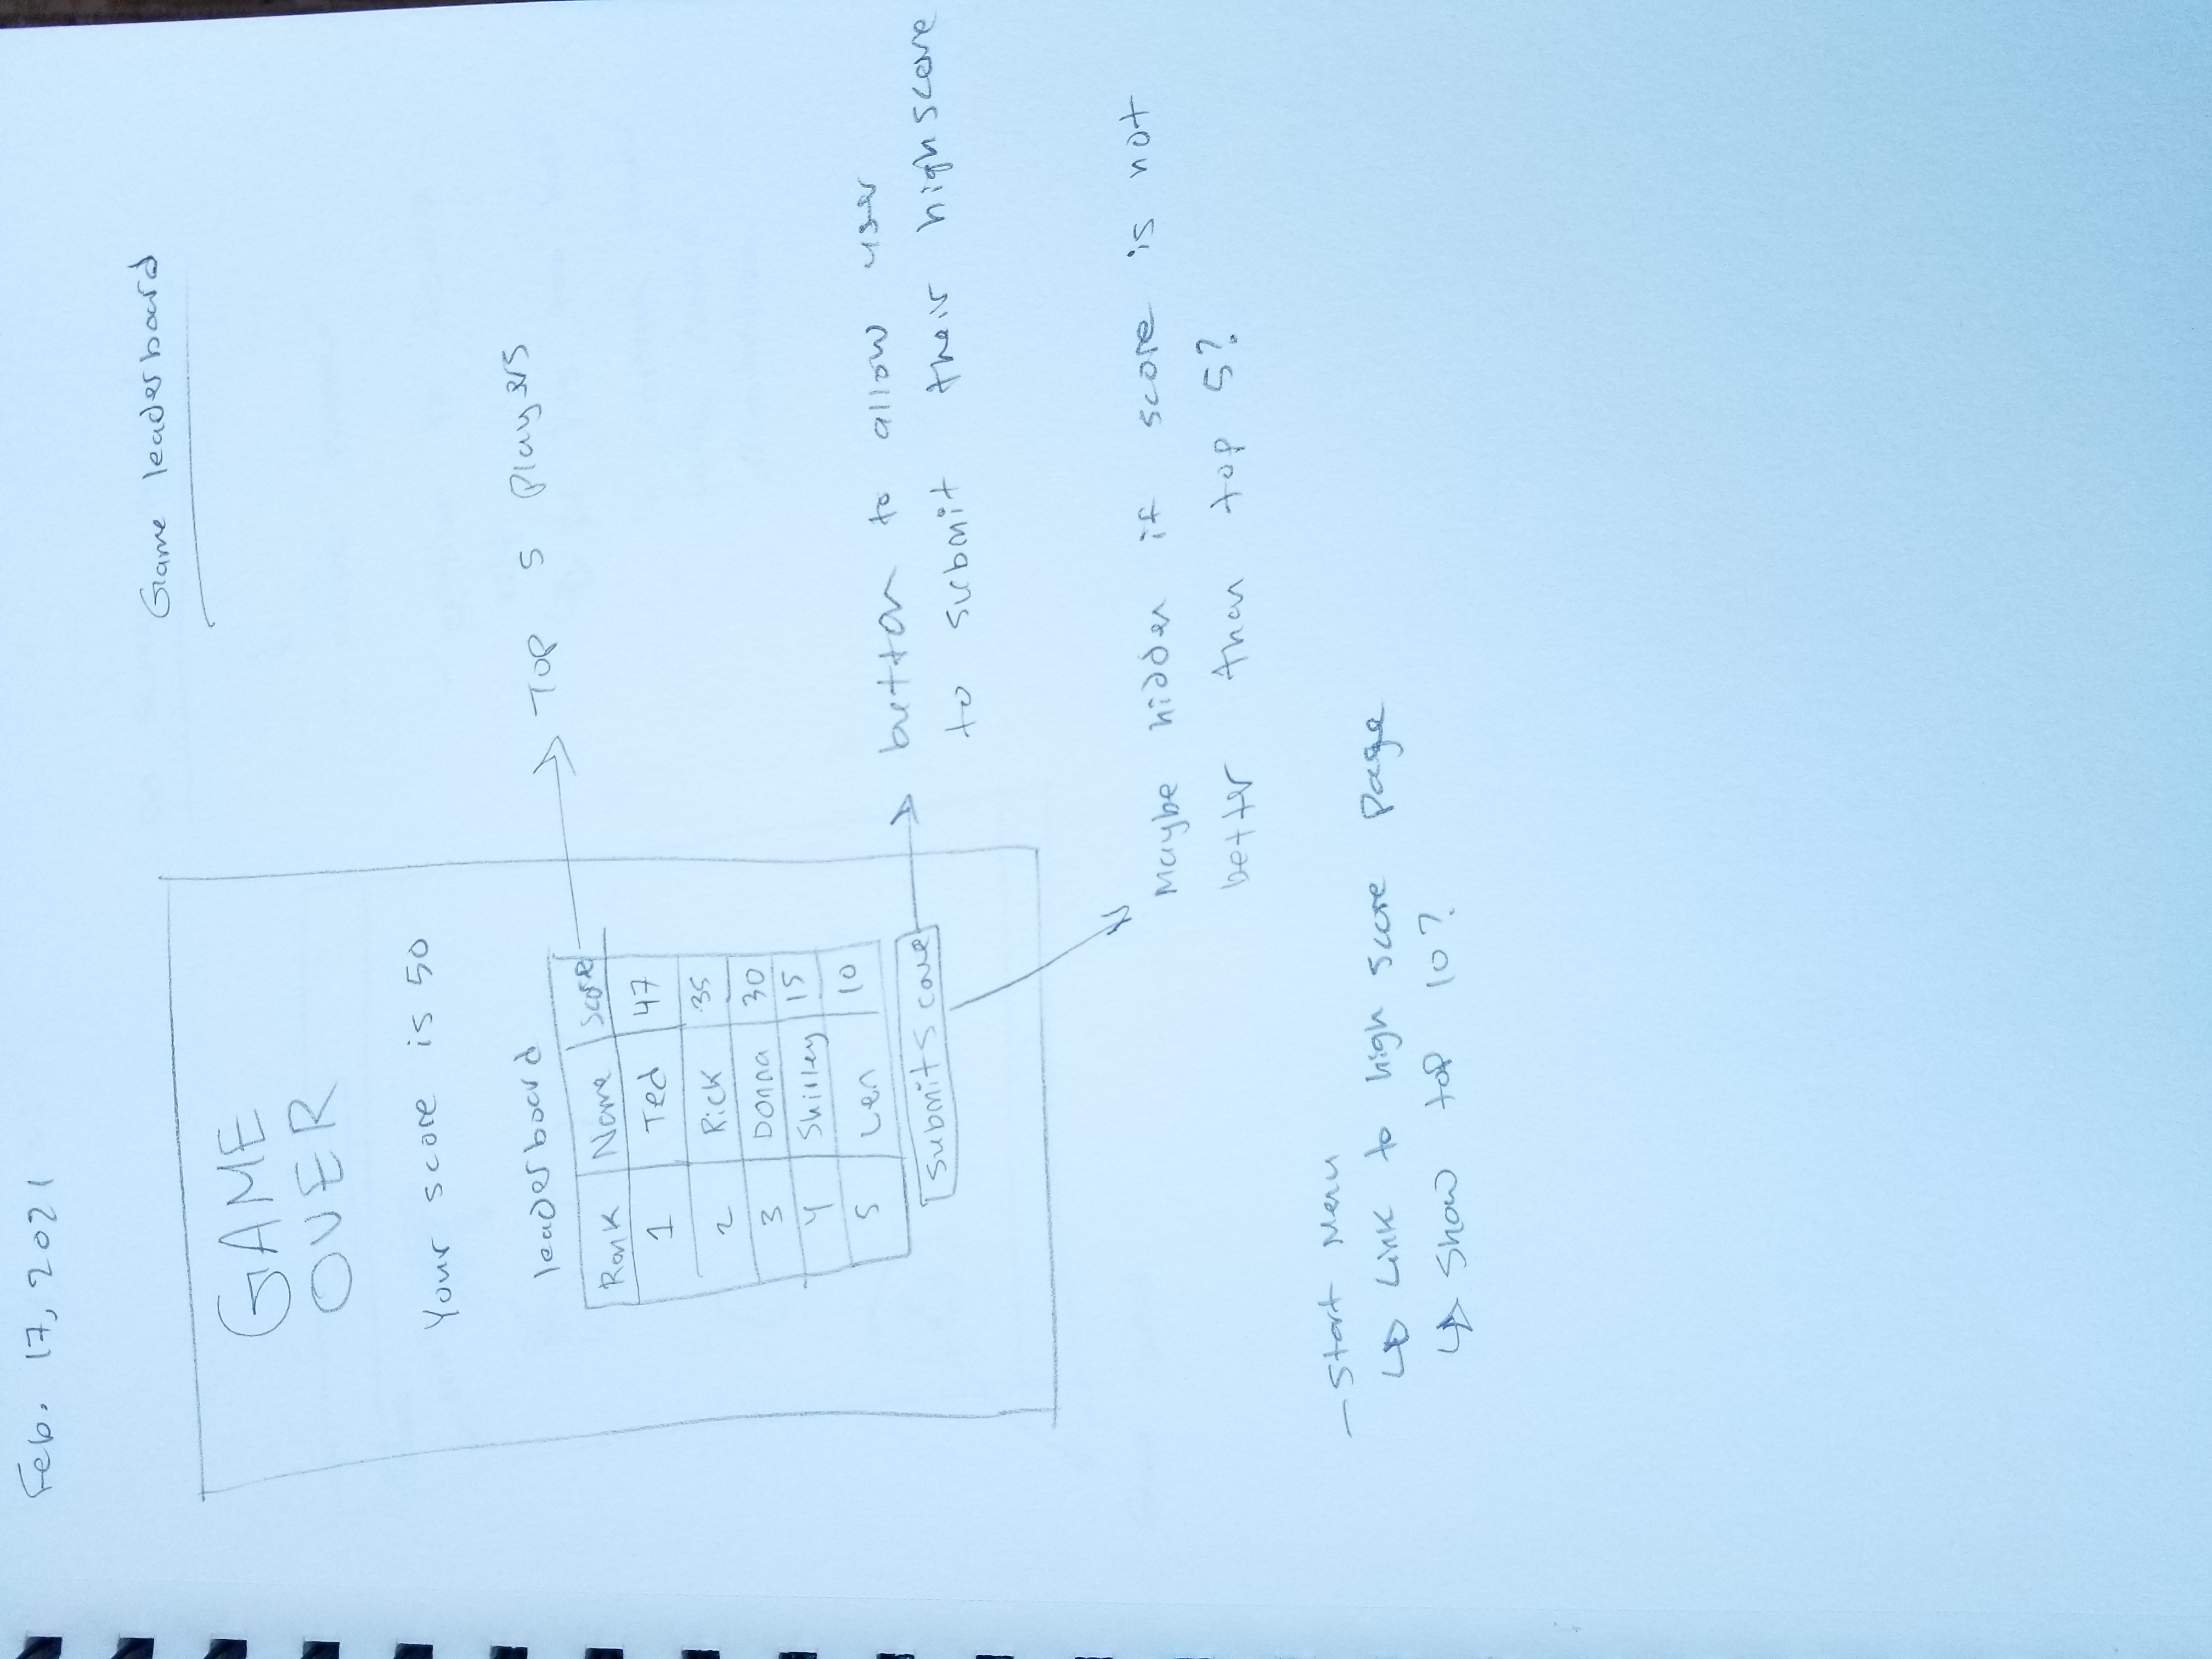 Feb. 17, 2021
Game leaderboard
GAME
OVER
Your score is 50
leaderboard
Rank Name Score
1 Ted 47
2 Rick 35
3 Donna 30
4 Shirley 15
5 Len 10
Submit Score
Top 5 Players
button to allow user
to submit their highscore
Maybe hidden if score is not
better than top 5?
- Start Menu
↳ Link to high score page
↳ Show top 10?